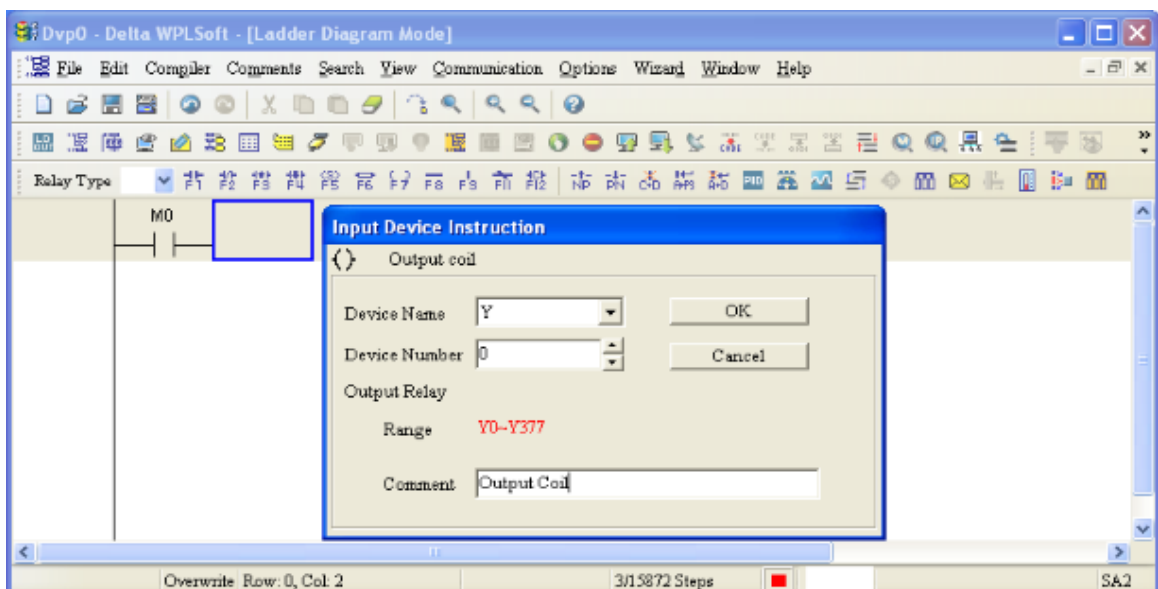 Dvp0 - Delta WPLSoft - [Ladder Diagram Mode]
File Edit Compiler Comments Search View Communication Options Wizard Window Help
Relay Type
M0
Input Device Instruction
Output coil
Device Name Y OK
Device Number 0 Cancel
Output Relay
Range Y0~Y377
Comment Output Coil
Overwrite Row: 0, Col: 2 3/15872 Steps SA2